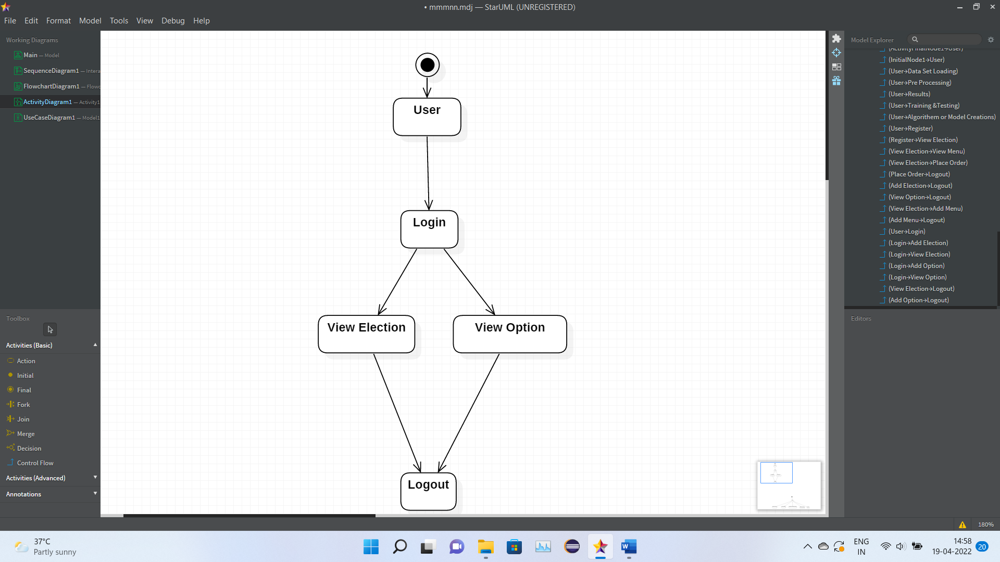 • mmmnn.mdj — StarUML (UNREGISTERED)
File Edit Format Model Tools View Debug Help
Working Diagrams
Main — Model
SequenceDiagram1 — Intera
FlowchartDiagram1 — Flowc
ActivityDiagram1 — Activity1
UseCaseDiagram1 — Model1
Toolbox
Activities (Basic)
Action
Initial
Final
Fork
Join
Merge
Decision
Control Flow
Activities (Advanced)
Annotations
User
Login
View Election
View Option
Logout
Model Explorer
(ActivityFinalNode1→User)
(InitialNode1→User)
(User→Data Set Loading)
(User→Pre Processing)
(User→Results)
(User→Training &Testing)
(User→Algorithem or Model Creations)
(User→Register)
(Register→View Election)
(View Election→View Menu)
(View Election→Place Order)
(Place Order→Logout)
(Add Election→Logout)
(View Option→Logout)
(View Election→Add Menu)
(Add Menu→Logout)
(User→Login)
(Login→Add Election)
(Login→View Election)
(Login→Add Option)
(Login→View Option)
(View Election→Logout)
(Add Option→Logout)
Editors
180%
37°C
Partly sunny
W
ENG
IN
14:58
19-04-2022
20